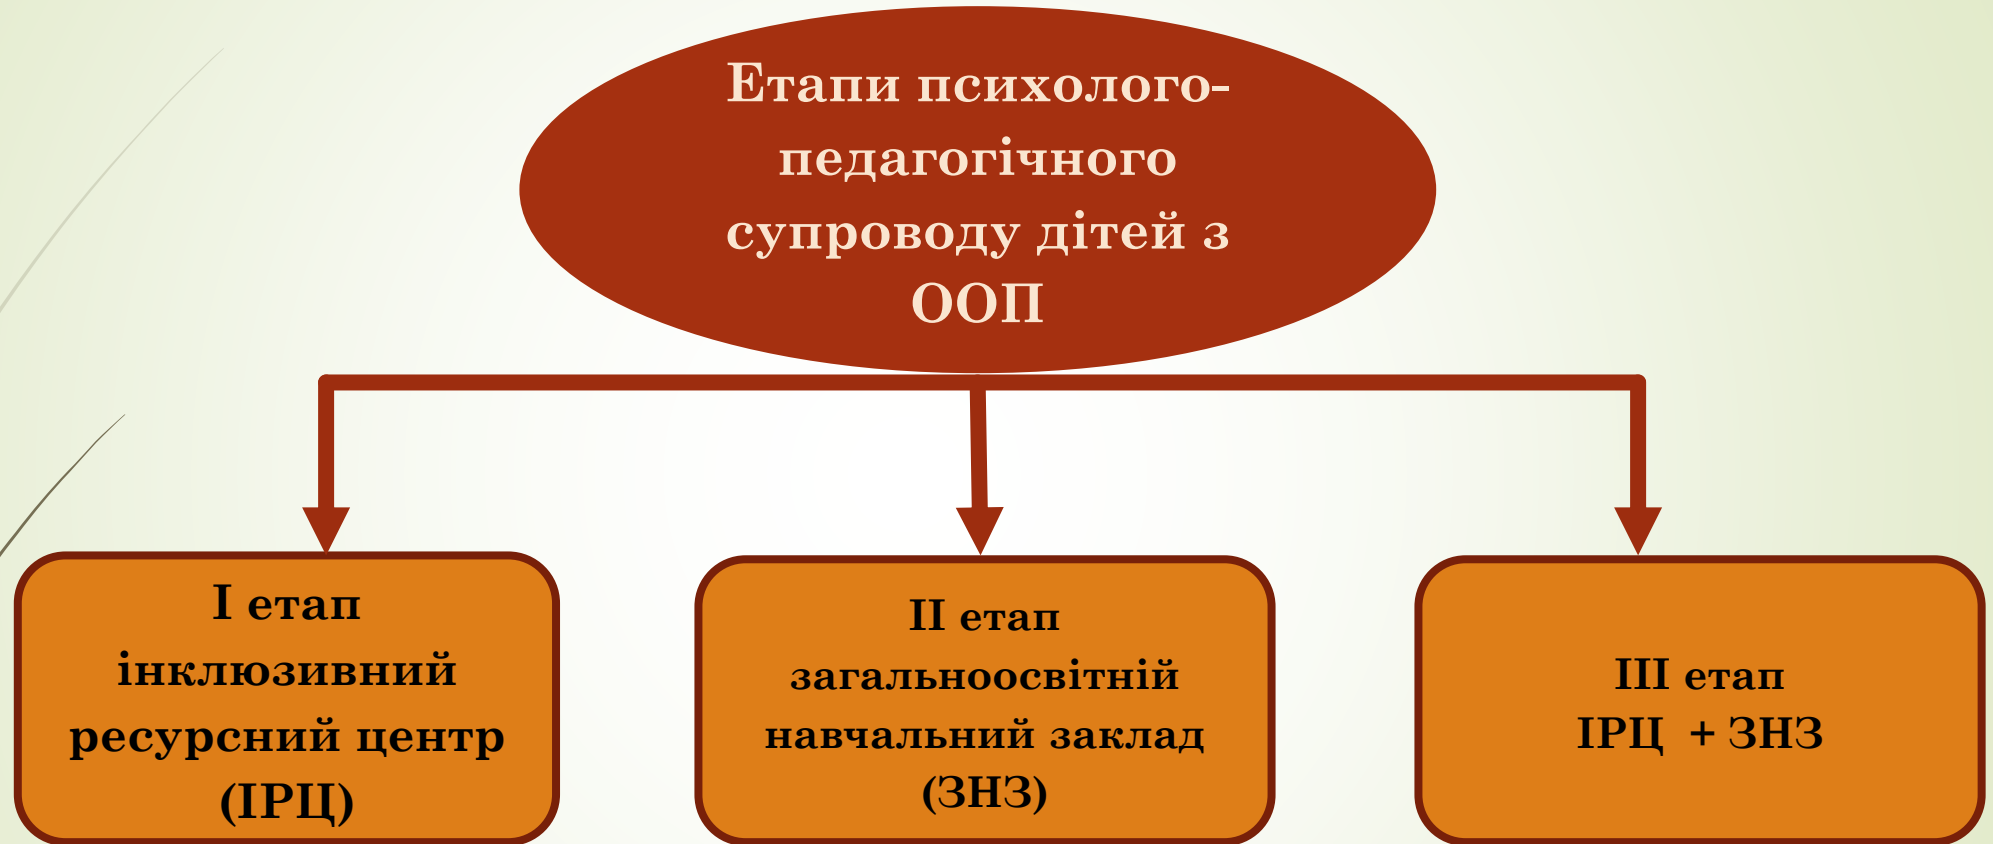 Етапи психолого-
педагогічного
супроводу дітей з
ООП
І етап
інклюзивний
ресурсний центр
(ІРЦ)
ІІ етап
загальноосвітній
навчальний заклад
(ЗНЗ)
ІІІ етап
ІРЦ + ЗНЗ